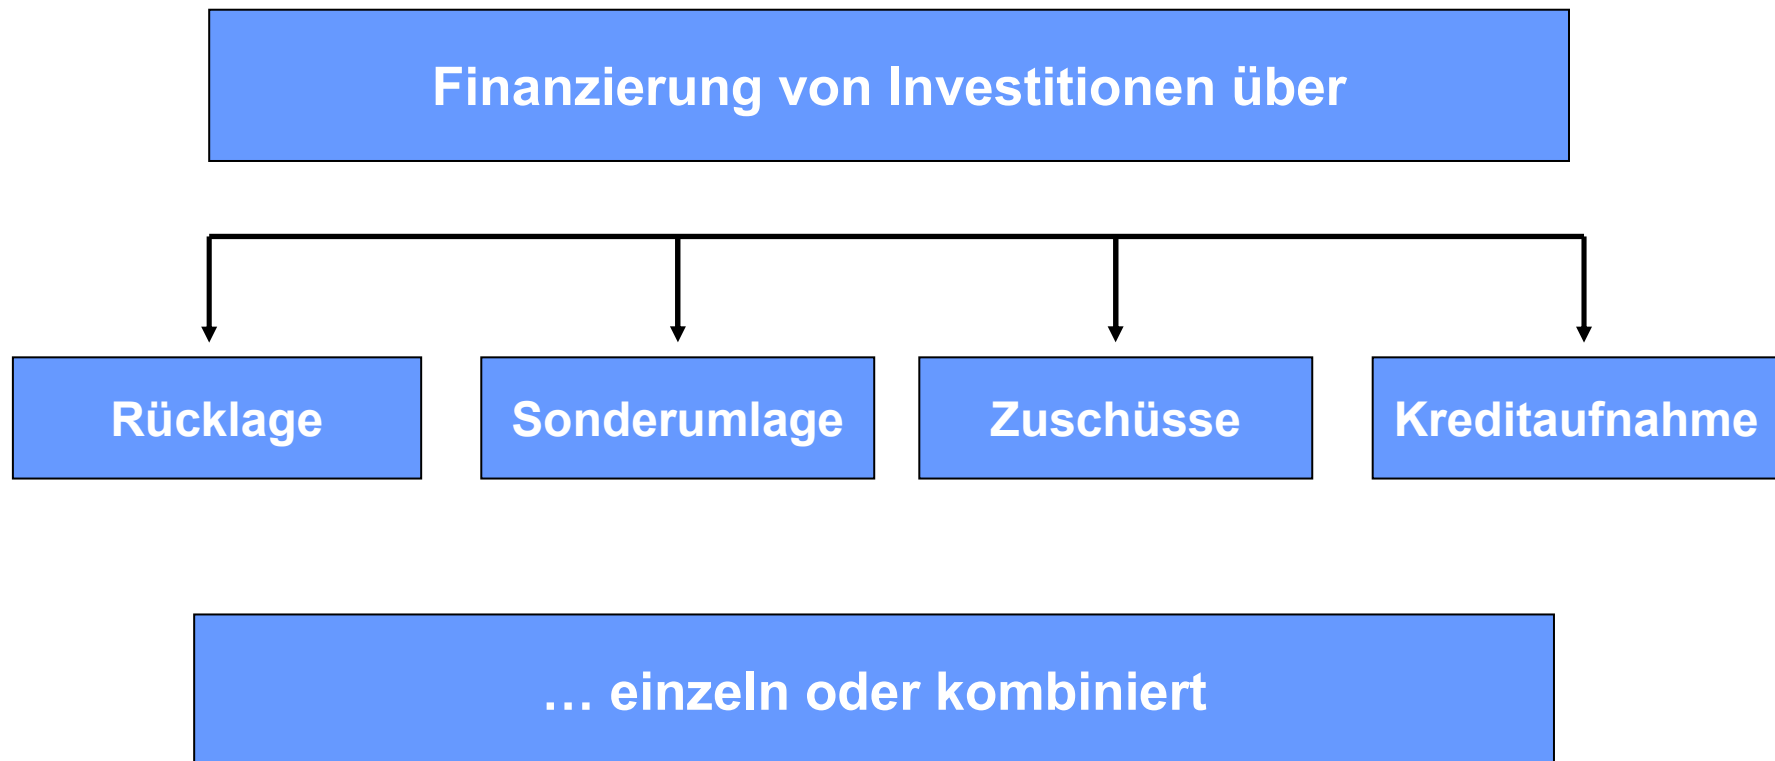 Finanzierung von Investitionen über
Rücklage
Sonderumlage
Zuschüsse
Kreditaufnahme
… einzeln oder kombiniert